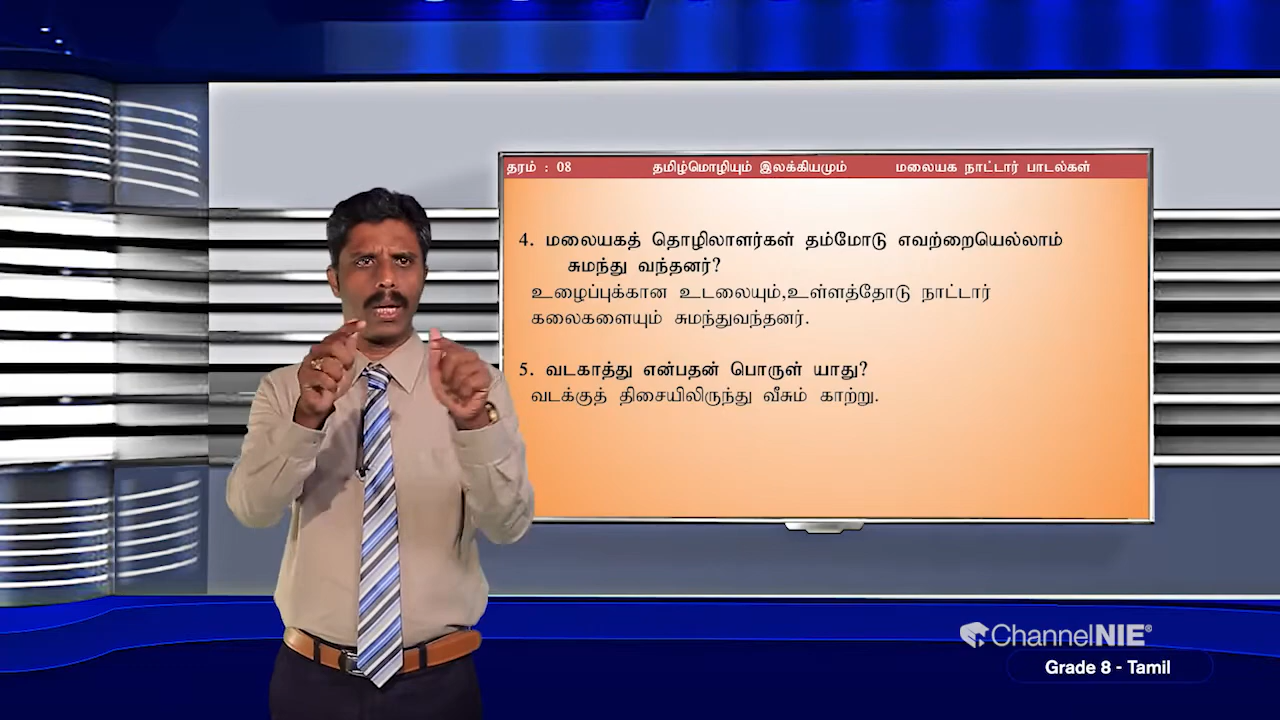 தரம் : 08 தமிழ்மொழியும் இலக்கியமும் மலையக நாட்டார் பாடல்கள்
4. மலையகத் தொழிலாளர்கள் தம்மோடு எவற்றையெல்லாம்
சுமந்து வந்தனர்?
உழைப்புக்கான உடலையும்,உள்ளத்தோடு நாட்டார்
கலைகளையும் சுமந்துவந்தனர்.
5. வடகாத்து என்பதன் பொருள் யாது?
வடக்குத் திசையிலிருந்து வீசும் காற்று.
ChannelNIE®
Grade 8 - Tamil